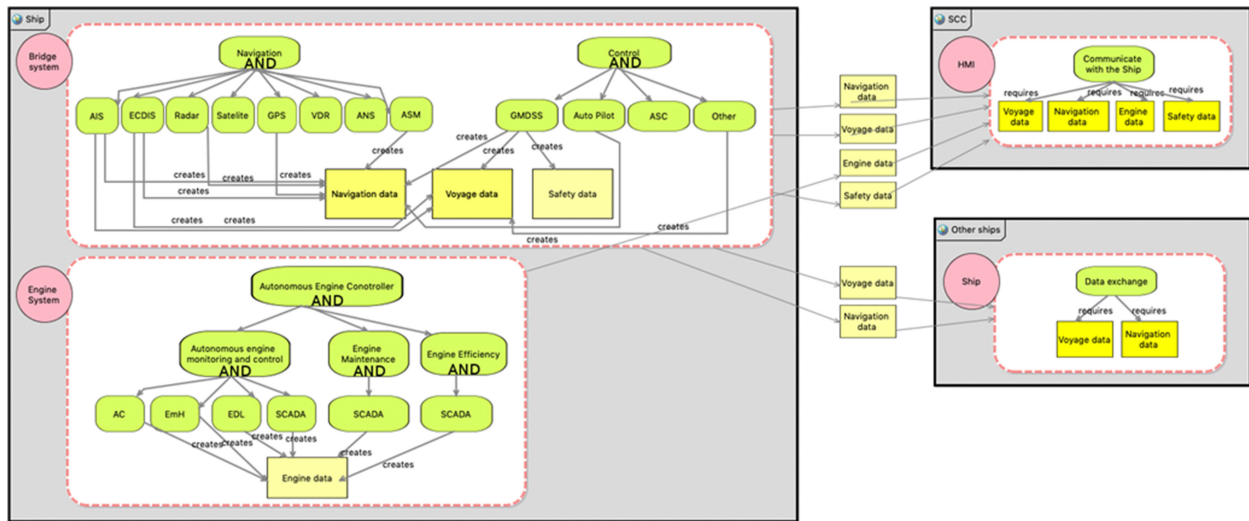 Ship
Bridge
system
Navigation
AND
Control
AND
AIS
ECDIS
Radar
Satelite
GPS
VDR
ANS
ASM
GMDSS
Auto Pilot
ASC
Other
creates
creates
creates
creates
creates
creates
creates
creates
creates
creates
Navigation data
Voyage data
Safety data
creates
creates
creates
creates
Engine
System
Autonomous Engine Conotroller
AND
Autonomous engine
monitoring and control
AND
Engine
Maintenance
AND
Engine Efficiency
AND
AC
EmH
EDL
SCADA
SCADA
SCADA
creates
creates
creates
creates
creates
creates
Engine data
Navigation
data
Voyage data
Engine data
Safety data
Voyage data
Navigation
data
SCC
HMI
Communicate
with the Ship
requires
requires
requires
requires
Voyage
data
Navigation
data
Engine
data
Safety data
Other ships
Ship
Data exchange
requires
requires
Voyage data
Navigation
data